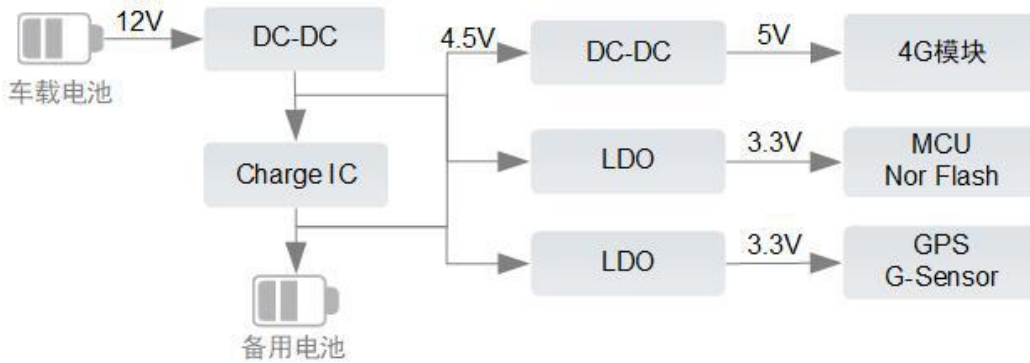 12V
DC-DC
4.5V
DC-DC
5V
4G模块
车载电池
Charge IC
LDO
3.3V
MCU
Nor Flash
LDO
3.3V
GPS
G-Sensor
备用电池